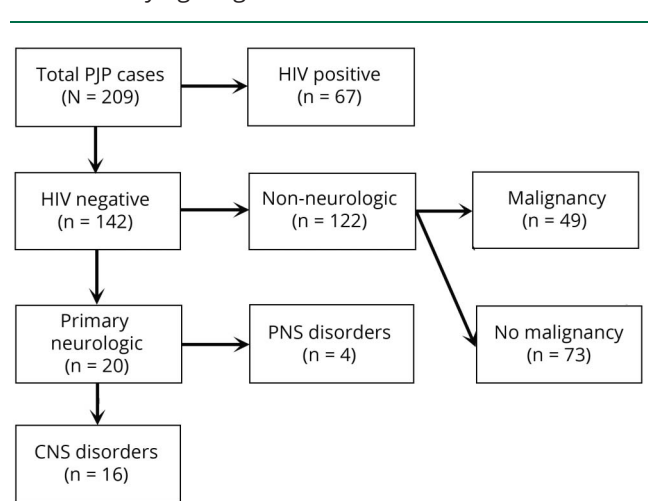 Total PJP cases
(N = 209)
HIV positive
(n = 67)
HIV negative
(n = 142)
Non-neurologic
(n = 122)
Malignancy
(n = 49)
Primary
neurologic
(n = 20)
PNS disorders
(n = 4)
No malignancy
(n = 73)
CNS disorders
(n = 16)